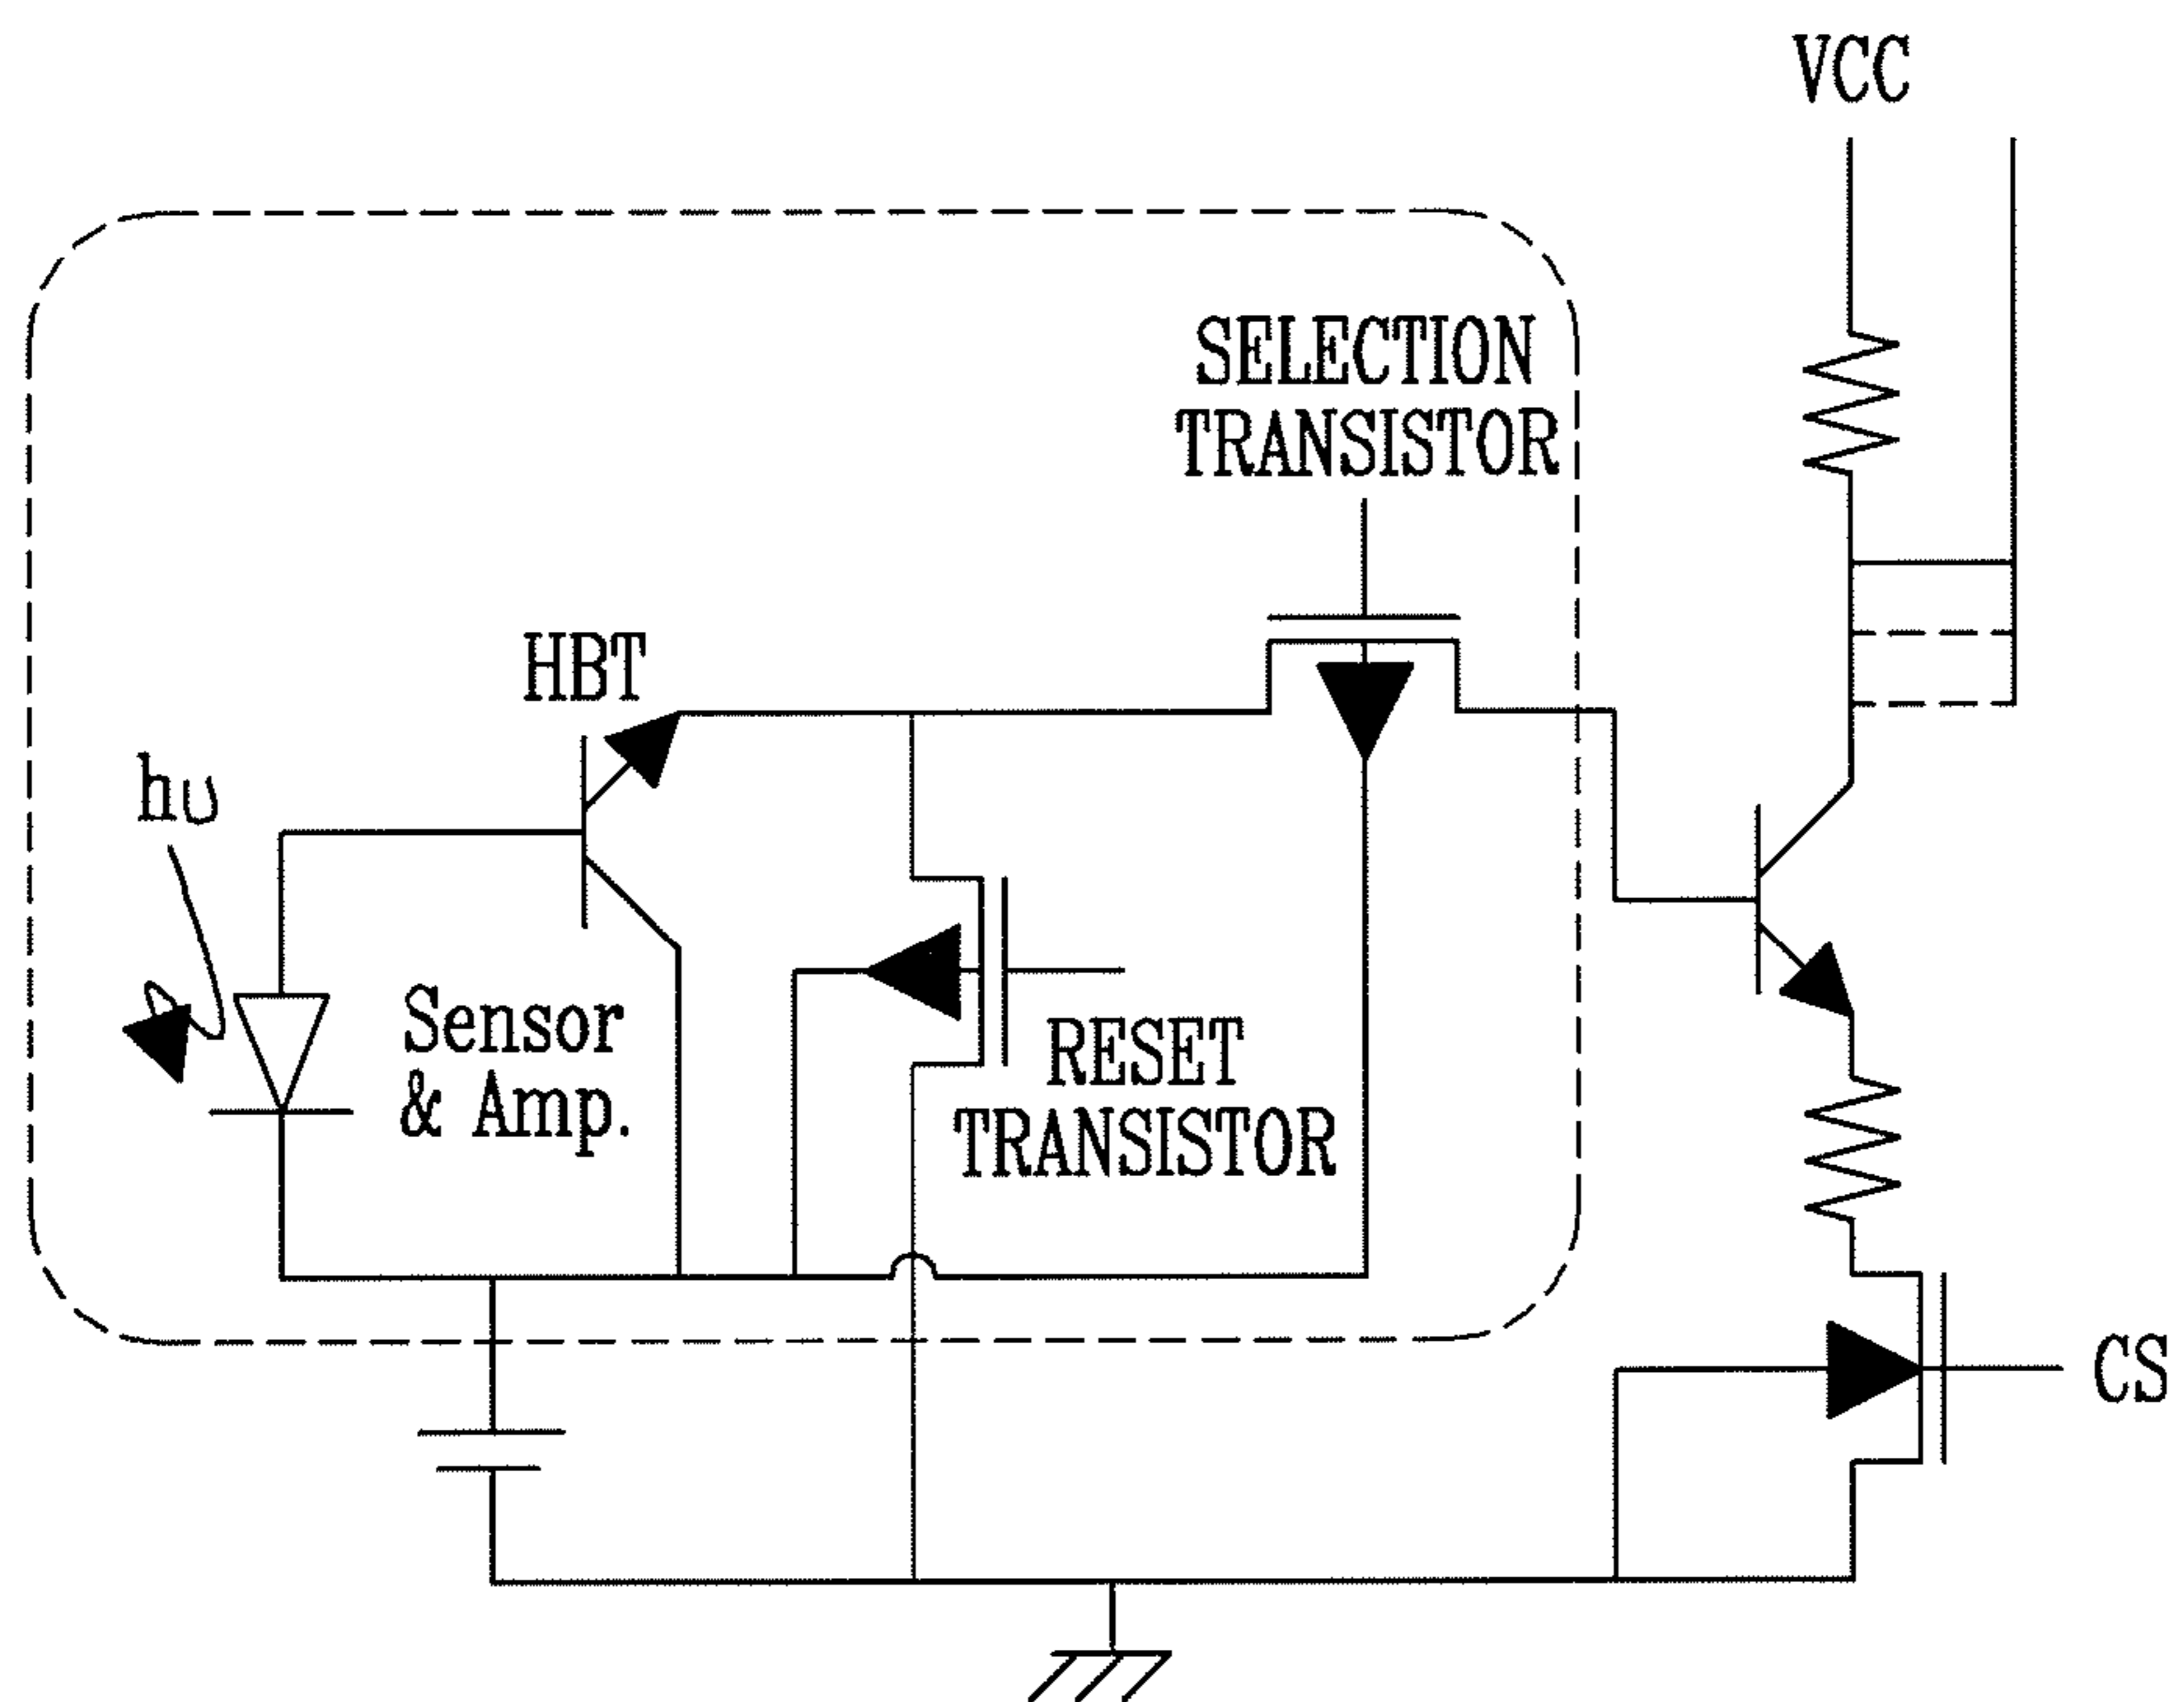 VCC
SELECTION
TRANSISTOR
HBT
hυ
Sensor
& Amp.
RESET
TRANSISTOR
CS